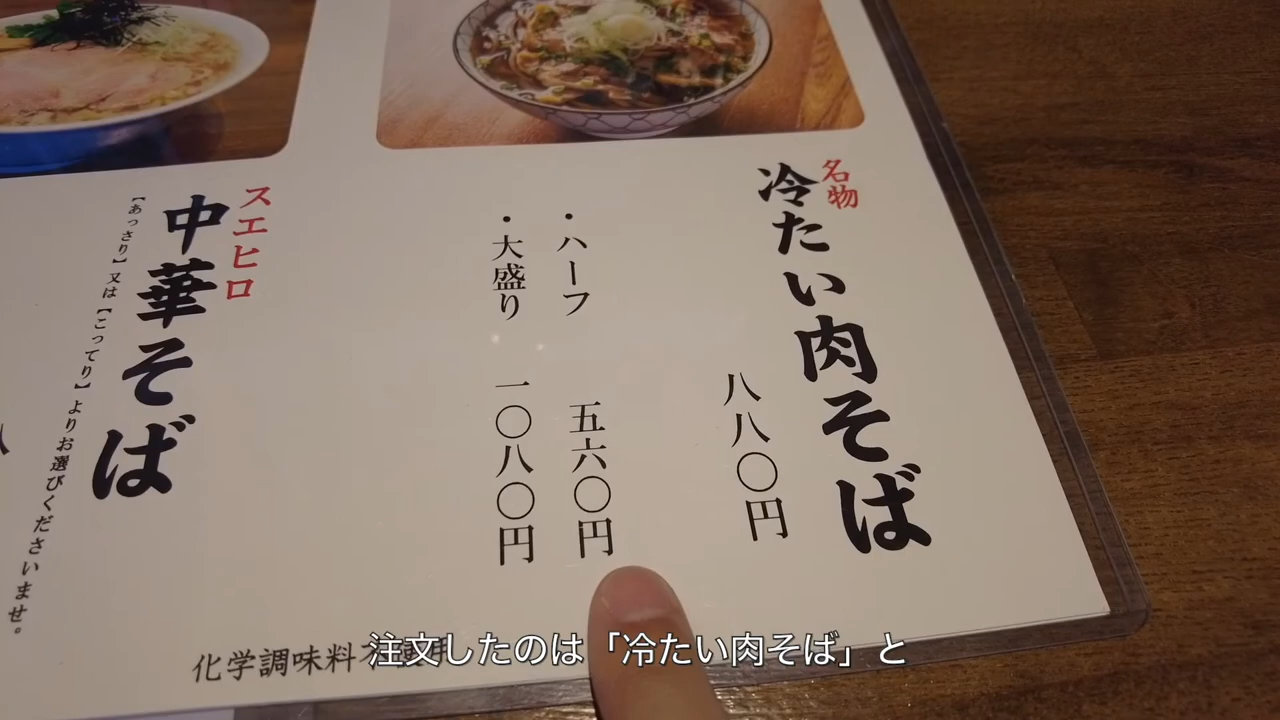 名物
冷たい肉そば
八八〇円
・ハーフ 五六〇円
・大盛り 一〇八〇円
スエヒロ
中華そば
【あっさり】又は【こってり】よりお選びくださいませ。
化学調味料
注文したのは「冷たい肉そば」と